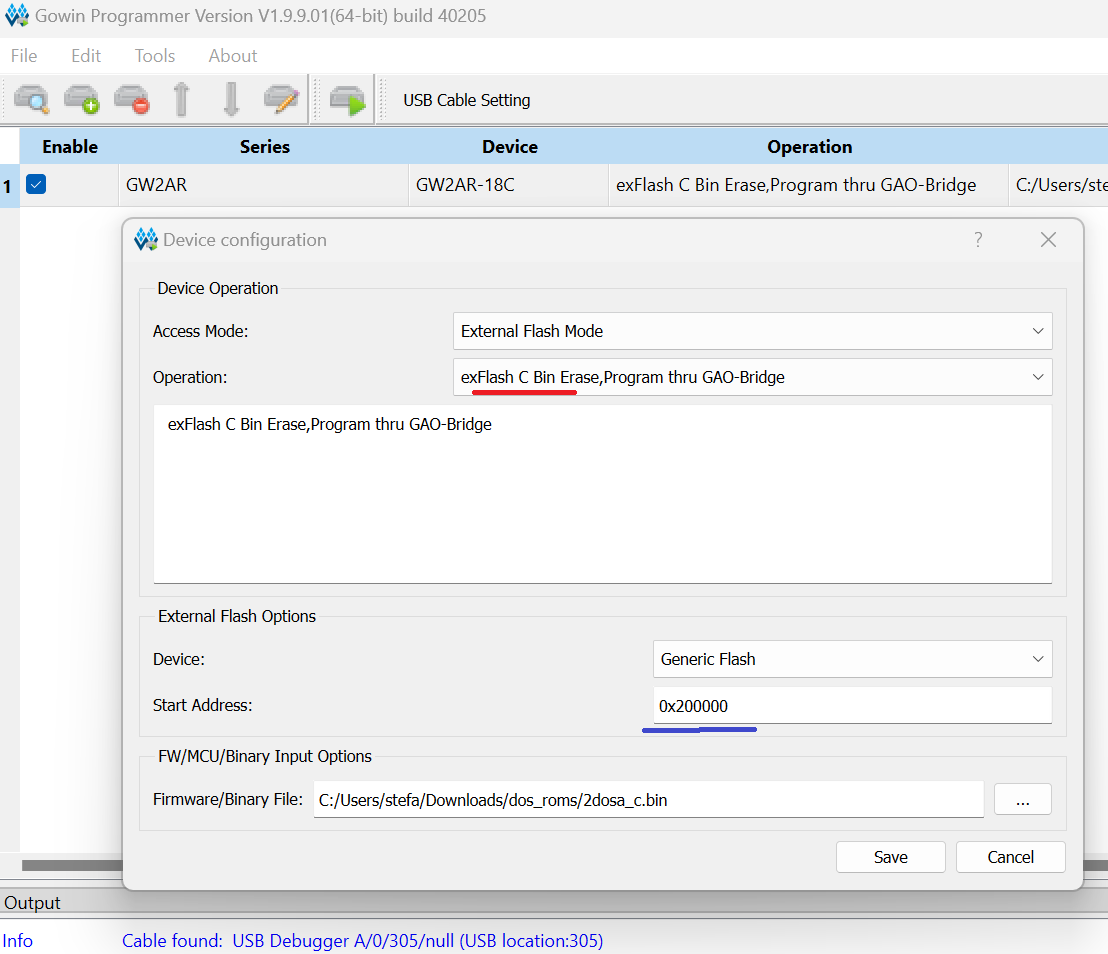 Gowin Programmer Version V1.9.9.01(64-bit) build 40205
File Edit Tools About
USB Cable Setting
Enable Series Device Operation
1 GW2AR GW2AR-18C exFlash C Bin Erase,Program thru GAO-Bridge C:/Users/ste
Device configuration ?
Device Operation
Access Mode: External Flash Mode
Operation: exFlash C Bin Erase,Program thru GAO-Bridge
exFlash C Bin Erase,Program thru GAO-Bridge
External Flash Options
Device: Generic Flash
Start Address: 0x200000
FW/MCU/Binary Input Options
Firmware/Binary File: C:/Users/stefa/Downloads/dos_roms/2dosa_c.bin ...
Save Cancel
Output
Info Cable found: USB Debugger A/0/305/null (USB location:305)